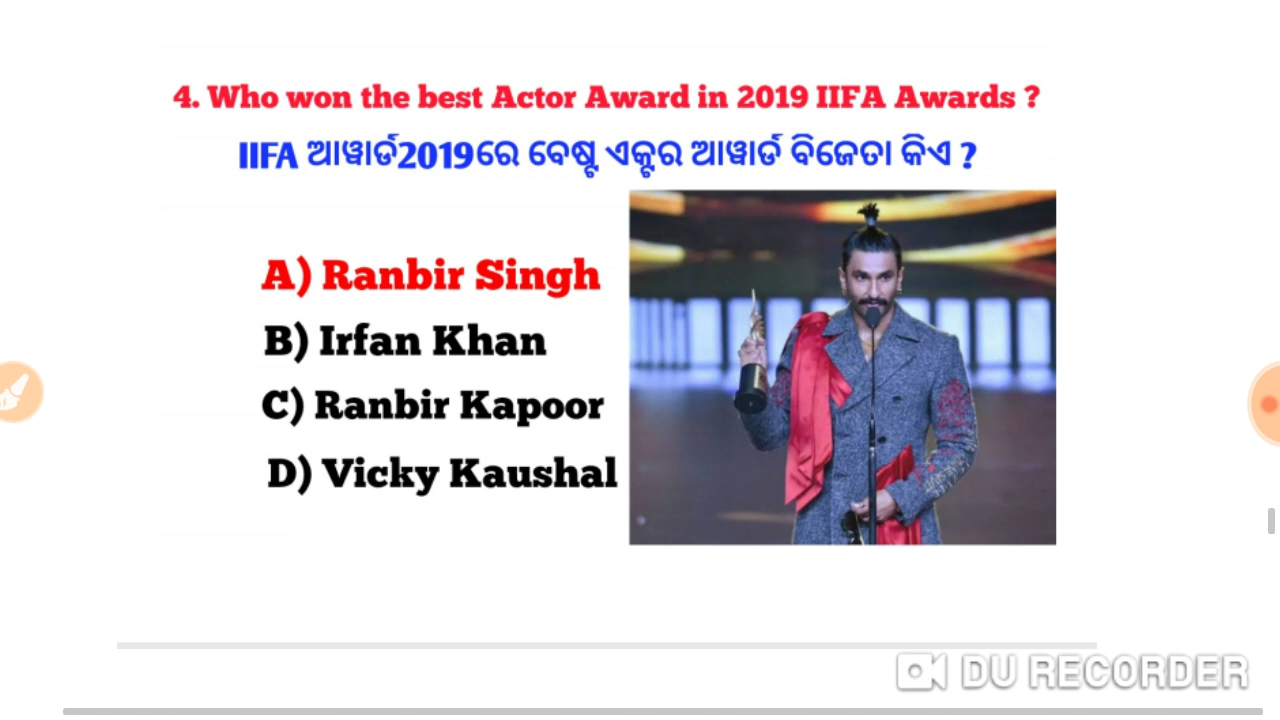 4. Who won the best Actor Award in 2019 IIFA Awards ?
IIFA ଆୱାର୍ଡ2019ରେ ବେଷ୍ଟ ଏକ୍ଟର ଆୱାର୍ଡ ବିଜେତା କିଏ ?
A) Ranbir Singh
B) Irfan Khan
C) Ranbir Kapoor
D) Vicky Kaushal
DU RECORDER